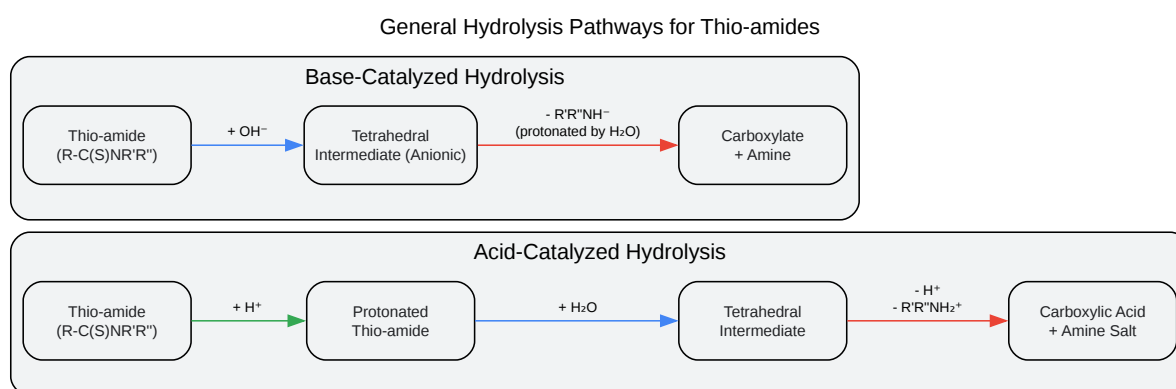 General Hydrolysis Pathways for Thio-amides
Base-Catalyzed Hydrolysis
Thio-amide
(R-C(S)NR'R")
+ OH⁻
Tetrahedral
Intermediate (Anionic)
- R'R"NH⁻
(protonated by H₂O)
Carboxylate
+ Amine
Acid-Catalyzed Hydrolysis
Thio-amide
(R-C(S)NR'R")
+ H⁺
Protonated
Thio-amide
+ H₂O
Tetrahedral
Intermediate
- H⁺
- R'R"NH₂⁺
Carboxylic Acid
+ Amine Salt